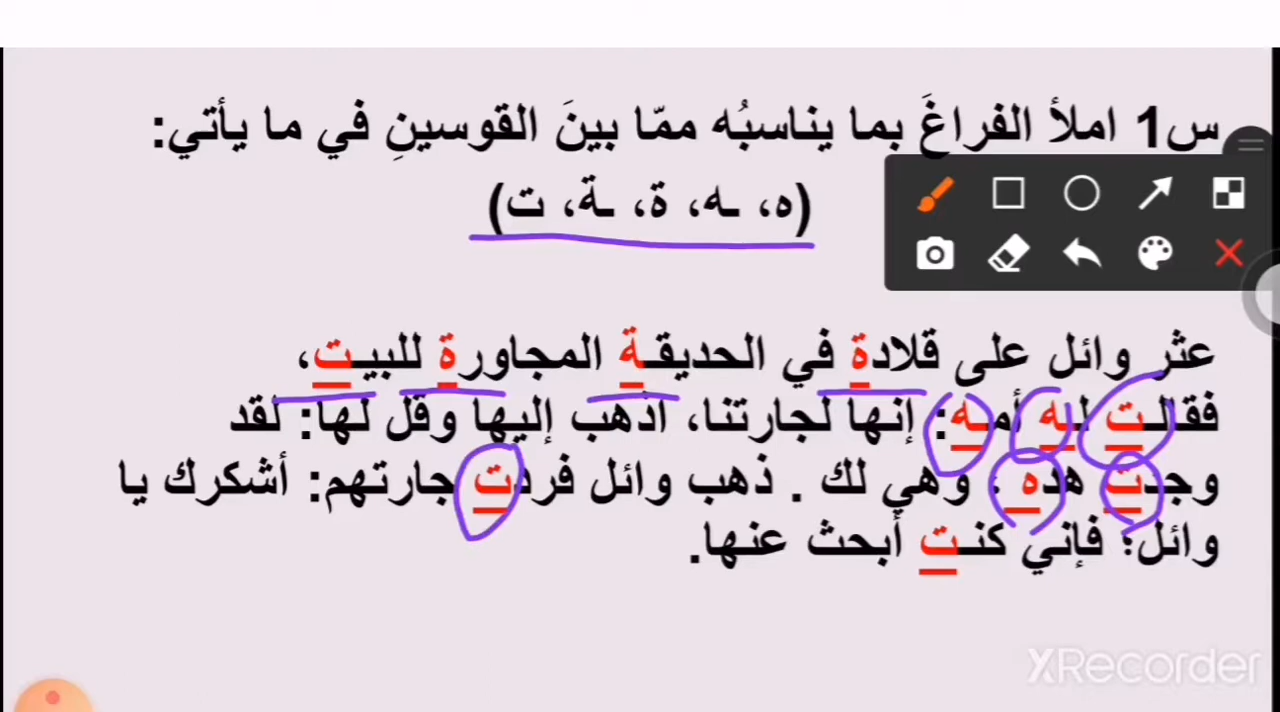 س1 املأ الفراغَ بما يناسبُه ممّا بينَ القوسينِ في ما يأتي:
(ه، ـه، ة، ـة، ت)
عثر وائل على قلادة في الحديقـة المجاورة للبيـت،
فقالـت لـه أمـه: إنها لجارتنا، اذهب إليها وقل لها: لقد
وجـدت هذه، وهي لك . ذهب وائل فردت جارتهم: أشكرك يا
وائل؛ فإني كنـت أبحث عنها.
XRecorder